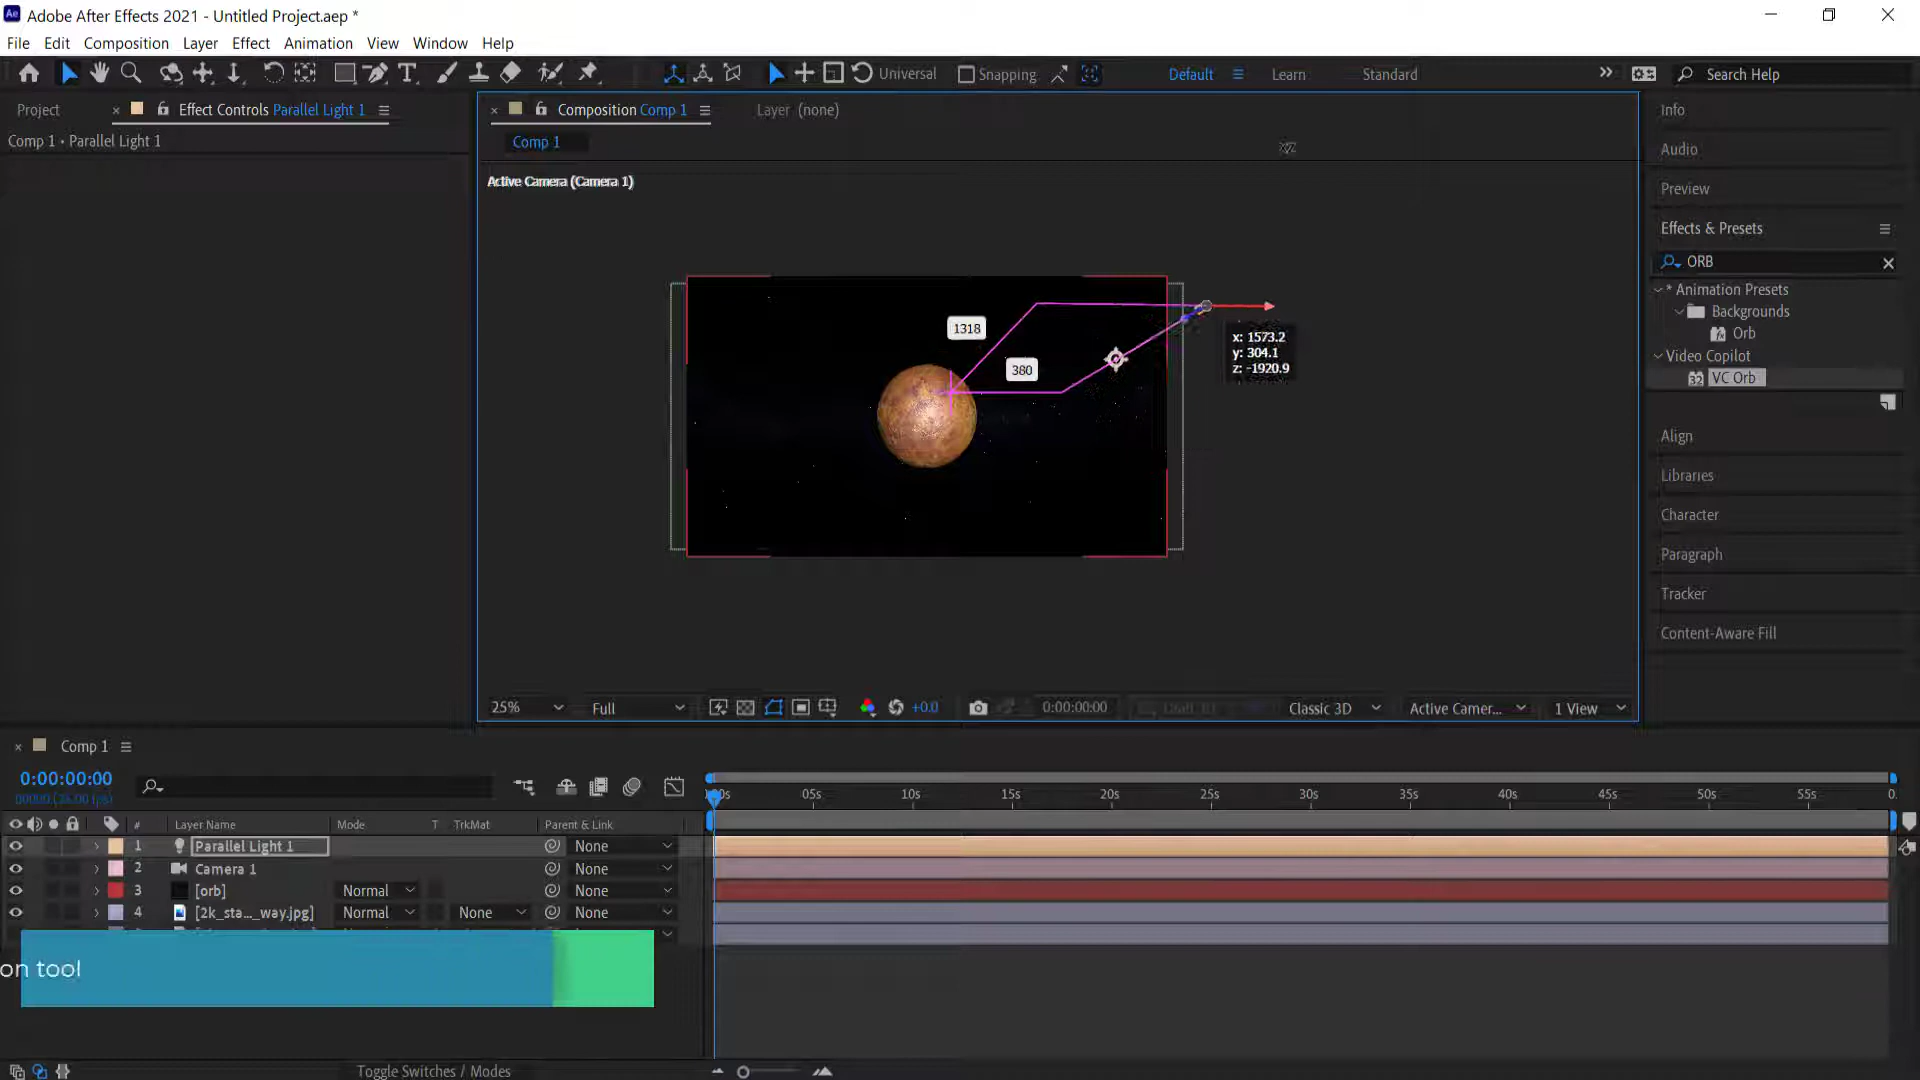 Adobe After Effects 2021 - Untitled Project.aep *
File Edit Composition Layer Effect Animation View Window Help
Universal Snapping Default Learn Standard Search Help
Project Effect Controls Parallel Light 1
Comp 1 • Parallel Light 1
Composition Comp 1 Layer (none)
Comp 1
Active Camera (Camera 1)
1318
380
x: 1573.2
y: 304.1
z: -1920.9
25% Full +0.0 0:00:00:00 Classic 3D Active Camer... 1 View
Info
Audio
Preview
Effects & Presets
ORB
* Animation Presets
Backgrounds
Orb
Video Copilot
VC Orb
Align
Libraries
Character
Paragraph
Tracker
Content-Aware Fill
Comp 1
0:00:00:00
05s 10s 15s 20s 25s 30s 35s 40s 45s 50s 55s
# Layer Name Mode T TrkMat Parent & Link
1 Parallel Light 1 None
2 Camera 1 None
3 [orb] Normal None
4 [2k_sta..._way.jpg] Normal None None
on tool
Toggle Switches / Modes